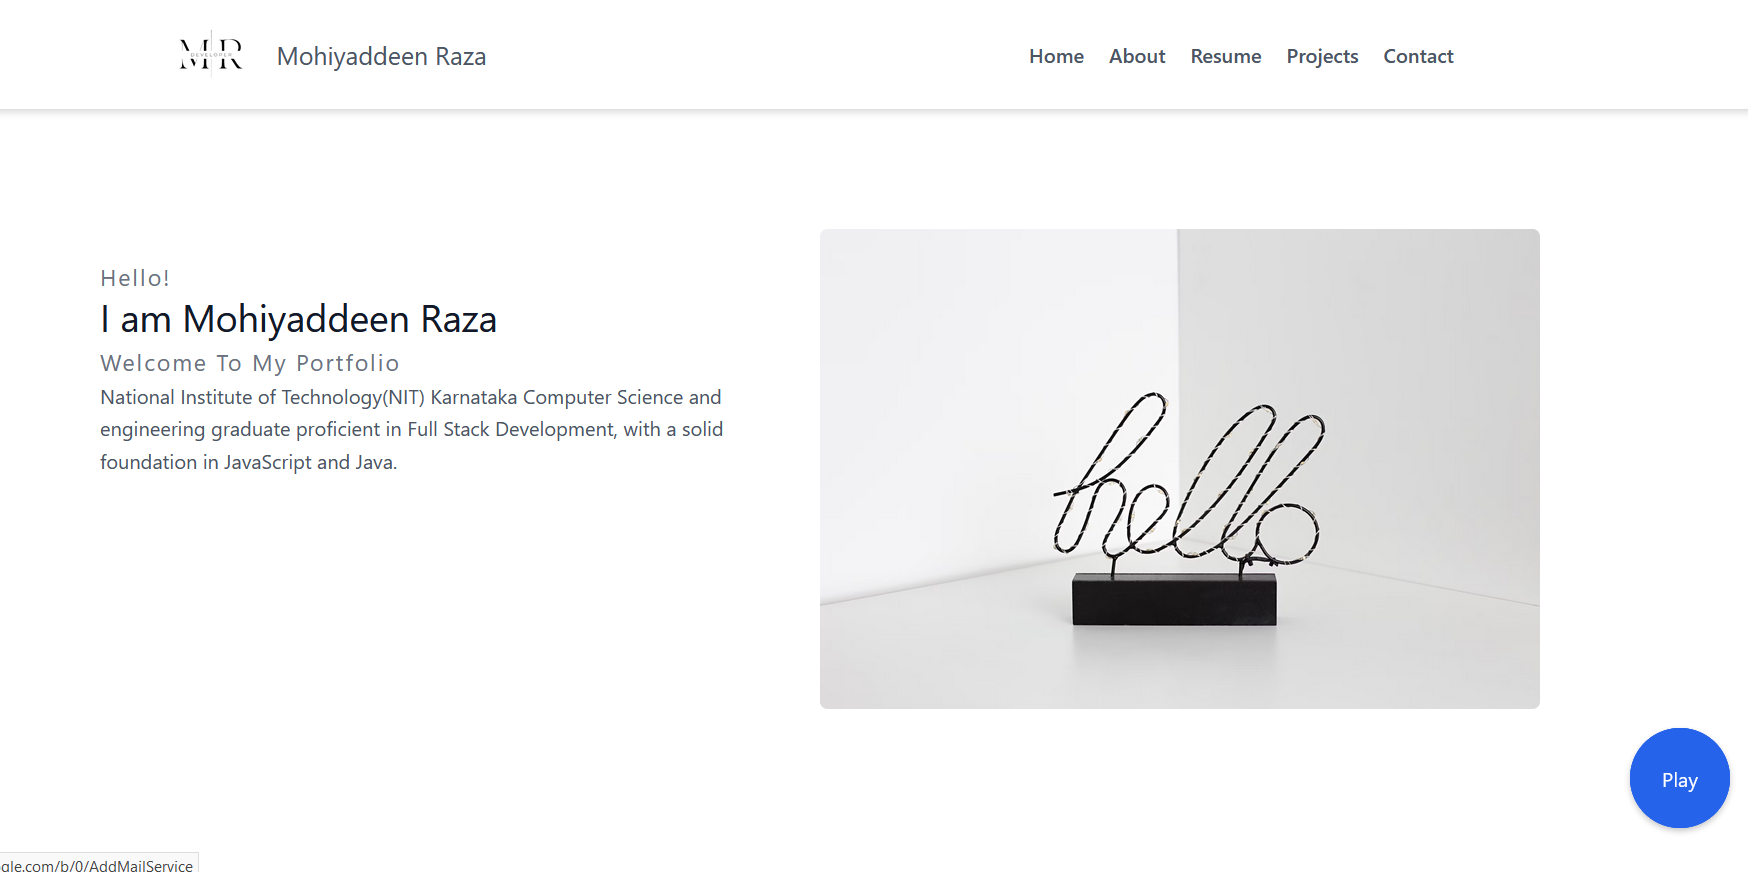 M R
DEVELOPER
Mohiyaddeen Raza
Home About Resume Projects Contact
Hello!
I am Mohiyaddeen Raza
Welcome To My Portfolio
National Institute of Technology(NIT) Karnataka Computer Science and
engineering graduate proficient in Full Stack Development, with a solid
foundation in JavaScript and Java.
hello
Play
gle.com/b/0/AddMailService